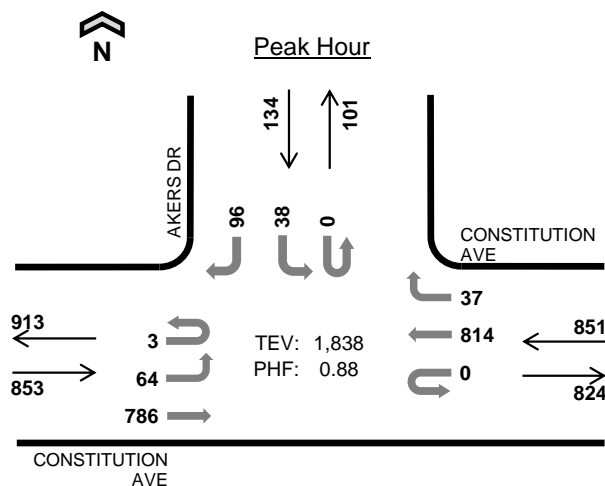 N
Peak Hour
134
101
AKERS DR
96
38
0
CONSTITUTION
AVE
37
913
3
TEV: 1,838
814
851
853
64
PHF: 0.88
0
824
786
CONSTITUTION
AVE